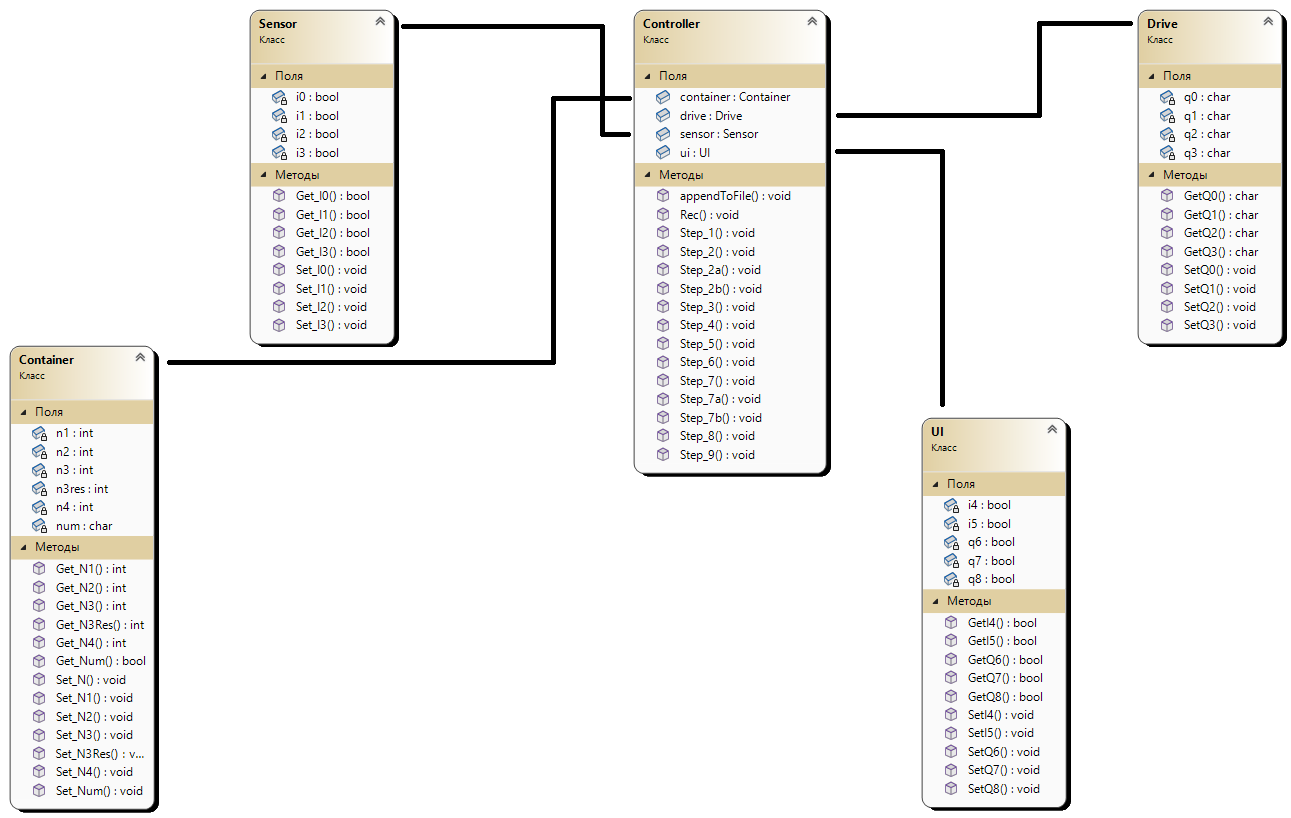 Sensor
Класс
Поля
i0 : bool
i1 : bool
i2 : bool
i3 : bool
Методы
Get_I0() : bool
Get_I1() : bool
Get_I2() : bool
Get_I3() : bool
Set_I0() : void
Set_I1() : void
Set_I2() : void
Set_I3() : void
Controller
Класс
Поля
container : Container
drive : Drive
sensor : Sensor
ui : UI
Методы
appendToFile() : void
Rec() : void
Step_1() : void
Step_2() : void
Step_2a() : void
Step_2b() : void
Step_3() : void
Step_4() : void
Step_5() : void
Step_6() : void
Step_7() : void
Step_7a() : void
Step_7b() : void
Step_8() : void
Step_9() : void
Drive
Класс
Поля
q0 : char
q1 : char
q2 : char
q3 : char
Методы
GetQ0() : char
GetQ1() : char
GetQ2() : char
GetQ3() : char
SetQ0() : void
SetQ1() : void
SetQ2() : void
SetQ3() : void
Container
Класс
Поля
n1 : int
n2 : int
n3 : int
n3res : int
n4 : int
num : char
Методы
Get_N1() : int
Get_N2() : int
Get_N3() : int
Get_N3Res() : int
Get_N4() : int
Get_Num() : bool
Set_N() : void
Set_N1() : void
Set_N2() : void
Set_N3() : void
Set_N3Res() : v...
Set_N4() : void
Set_Num() : void
UI
Класс
Поля
i4 : bool
i5 : bool
q6 : bool
q7 : bool
q8 : bool
Методы
GetI4() : bool
GetI5() : bool
GetQ6() : bool
GetQ7() : bool
GetQ8() : bool
SetI4() : void
SetI5() : void
SetQ6() : void
SetQ7() : void
SetQ8() : void